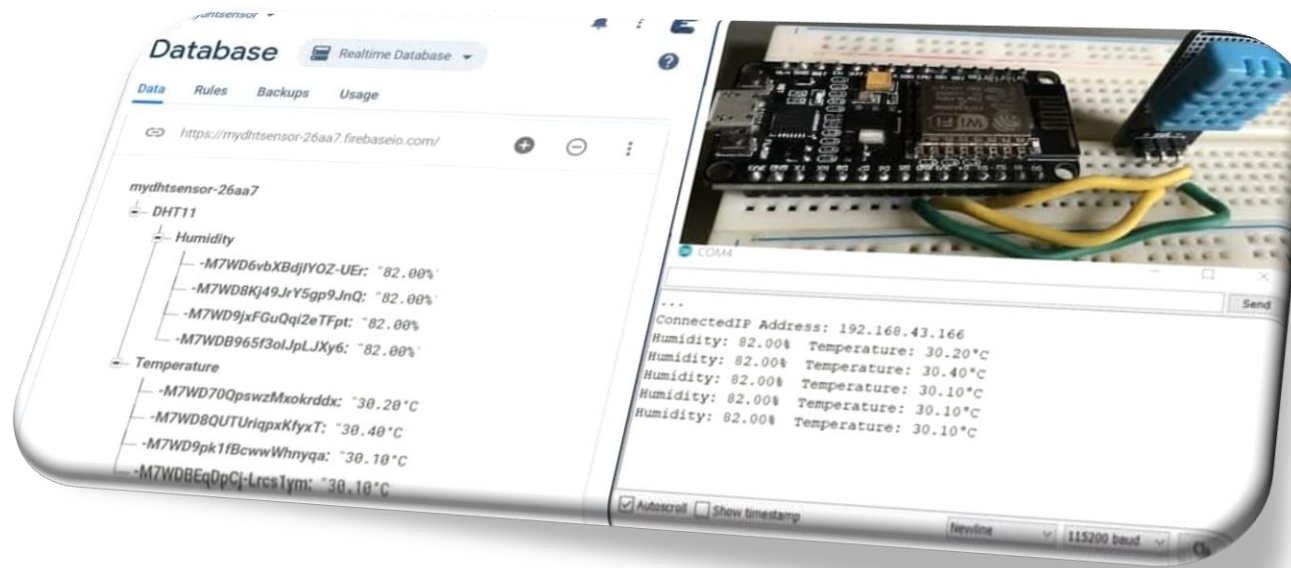 Database Realtime Database
Data Rules Backups Usage
https://mydhtsensor-26aa7.firebaseio.com/
mydhtsensor-26aa7
DHT11
Humidity
-M7WD6vbXBdjIYOZ-UEr: "82.00%"
-M7WD8Kj49JrY5gp9JnQ: "82.00%
-M7WD9jxFGuQqi2eTFpt: "82.00%
-M7WDB965f3olJpLJXy6: "82.00%"
Temperature
-M7WD70QpswzMxokrddx: "30.20°C
-M7WD8QUTUriqpxKfyxT: "30.40°C
-M7WD9pk1fBcwwWhnyqa: "30.10°C
-M7WDBEqDpCj-Lrcs1ym: "30.10°C
WIFI
COM4
Send
...
ConnectedIP Address: 192.168.43.166
Humidity: 82.00% Temperature: 30.20°C
Humidity: 82.00% Temperature: 30.40°C
Humidity: 82.00% Temperature: 30.10°C
Humidity: 82.00% Temperature: 30.10°C
Humidity: 82.00% Temperature: 30.10°C
Autoscroll Show timestamp Newline 115200 baud